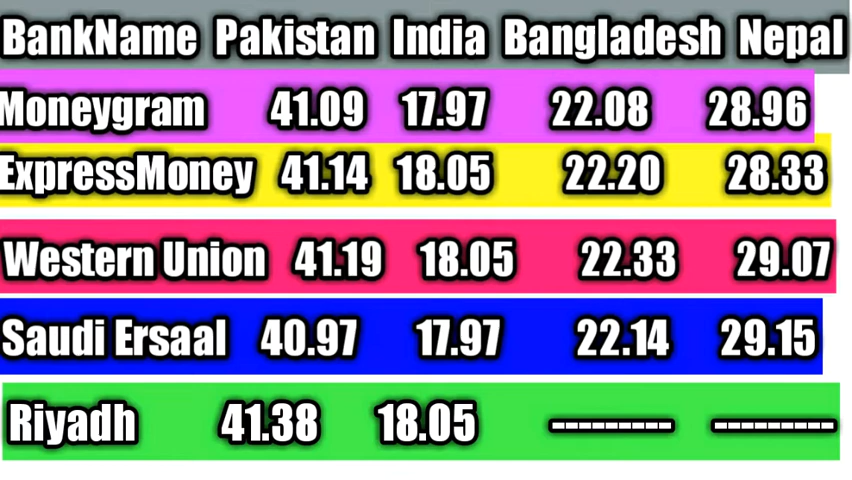 BankName Pakistan India Bangladesh Nepal
Moneygram 41.09 17.97 22.08 28.96
ExpressMoney 41.14 18.05 22.20 28.33
Western Union 41.19 18.05 22.33 29.07
Saudi Ersaal 40.97 17.97 22.14 29.15
Riyadh 41.38 18.05 --------- ---------